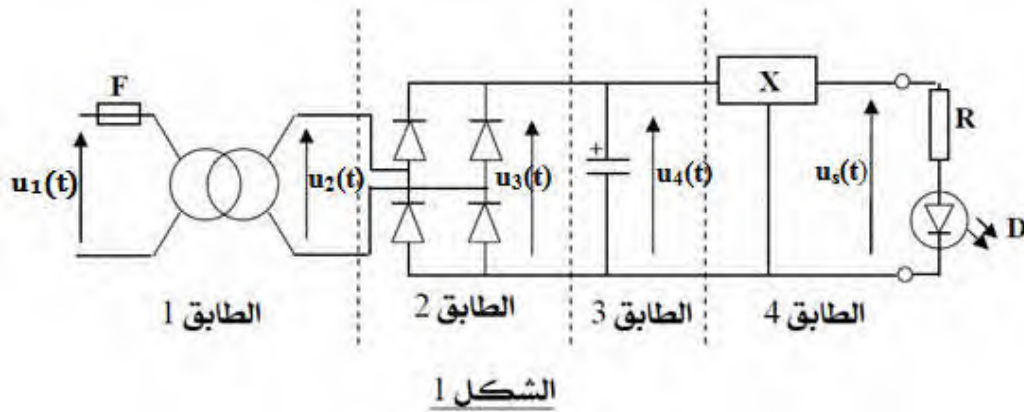 F
X
R
+
u₁(t)
u₂(t)
u₃(t)
u₄(t)
uₛ(t)
D
الطابق 1
الطابق 2
الطابق 3
الطابق 4
الشكل 1